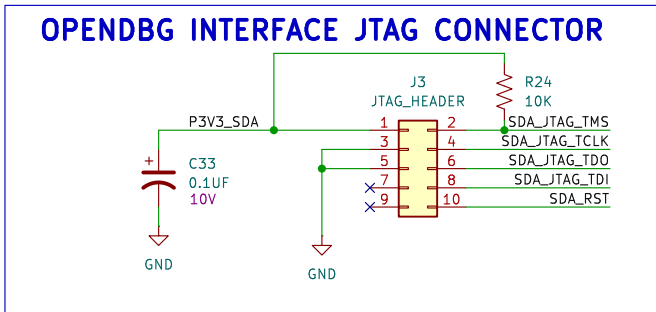 OPENDBG INTERFACE JTAG CONNECTOR
J3
JTAG_HEADER
R24
10K
P3V3_SDA
1 2 SDA_JTAG_TMS
3 4 SDA_JTAG_TCLK
5 6 SDA_JTAG_TDO
7 8 SDA_JTAG_TDI
9 10 SDA_RST
+
C33
0.1UF
10V
GND
GND